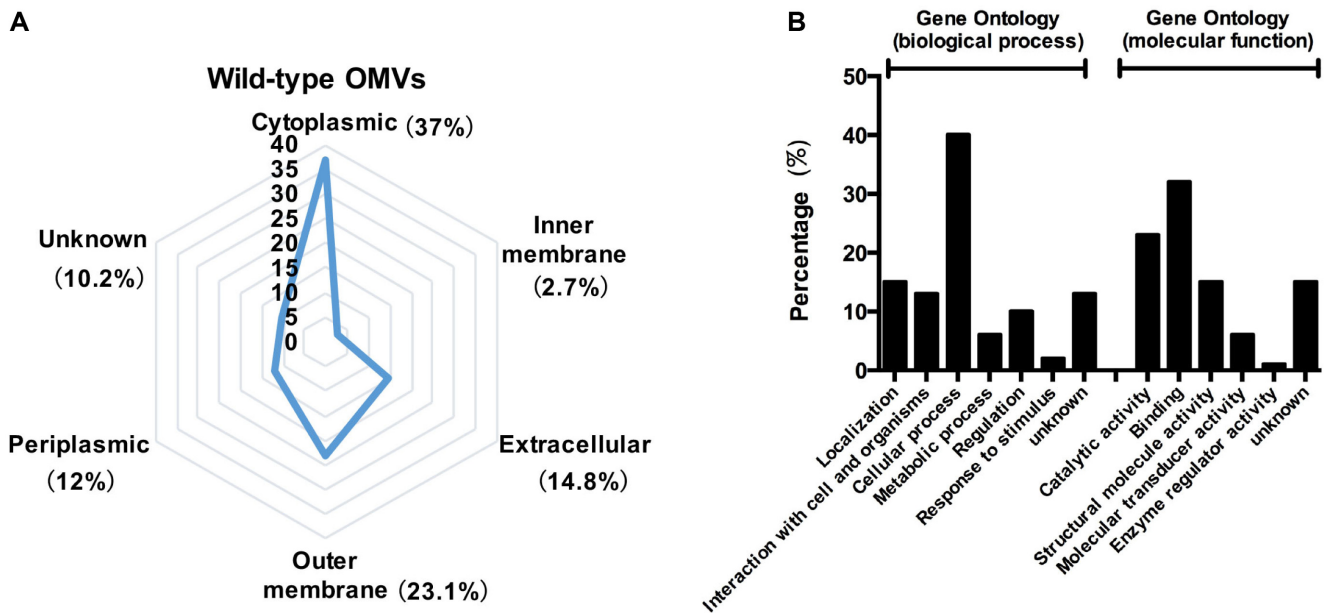 A
Wild-type OMVs
Cytoplasmic (37%)
40
35
30
25
20
15
10
5
0
Inner
membrane
(2.7%)
Extracellular
(14.8%)
Outer
membrane (23.1%)
Periplasmic
(12%)
Unknown
(10.2%)
B
Gene Ontology
(biological process)
Gene Ontology
(molecular function)
Percentage (%)
50
40
30
20
10
0
Localization
Interaction with cell and organisms
Cellular process
Metabolic process
Regulation
Response to stimulus
unknown
Catalytic activity
Binding
Structural molecule activity
Molecular transducer activity
Enzyme regulator activity
unknown